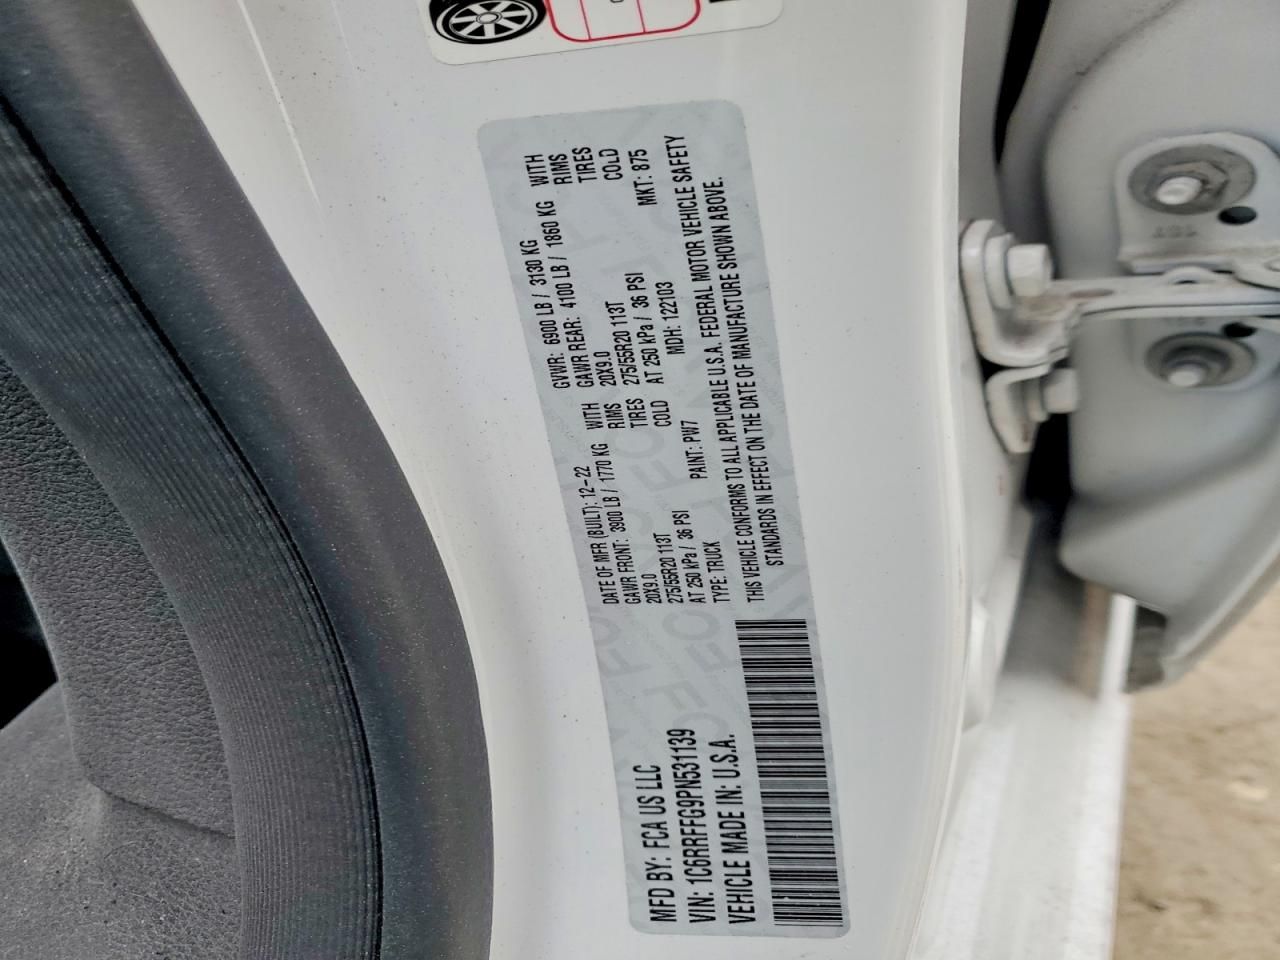 MFD BY: FCA US LLC
VIN: 1C6RRFFG9PN531139
VEHICLE MADE IN: U.S.A.
DATE OF MFR (BUILT): 12-22
GVWR: 6900 LB / 3130 KG
GAWR FRONT: 3900 LB / 1770 KG WITH
GAWR REAR: 4100 LB / 1860 KG WITH
20X9.0 RIMS
20X9.0 RIMS
275/55R20 113T TIRES
275/55R20 113T TIRES
AT 250 kPa / 36 PSI COLD
AT 250 kPa / 36 PSI COLD
TYPE: TRUCK PAINT: PW7 MDH: 122103 MKT: 875
THIS VEHICLE CONFORMS TO ALL APPLICABLE U.S.A. FEDERAL MOTOR VEHICLE SAFETY
STANDARDS IN EFFECT ON THE DATE OF MANUFACTURE SHOWN ABOVE.